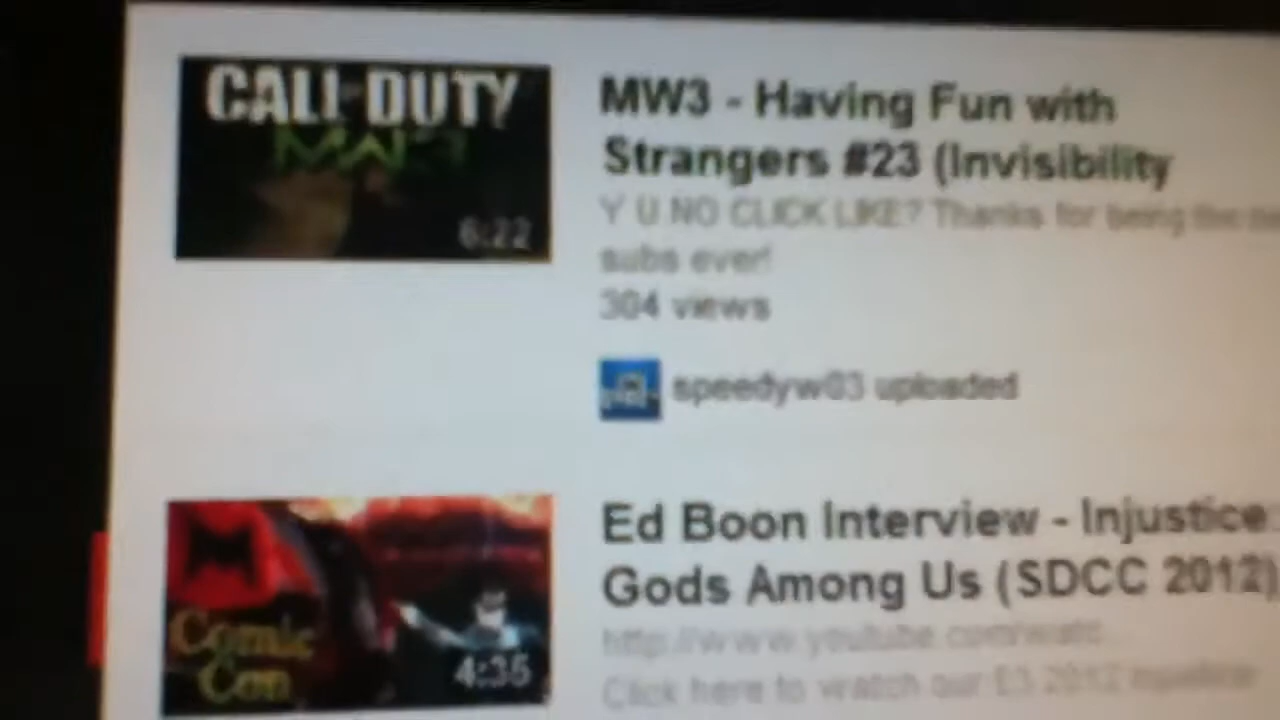 CALL OF DUTY
MW3
6:22
MW3 - Having Fun with
Strangers #23 (Invisibility
Y U NO CLICK LIKE? Thanks for being the
subs ever!
304 views
speedyw03 uploaded
Comic
Con
4:35
Ed Boon Interview - Injustice:
Gods Among Us (SDCC 2012)
http://www.youtube.com/watc
Click here to watch our E3 2012